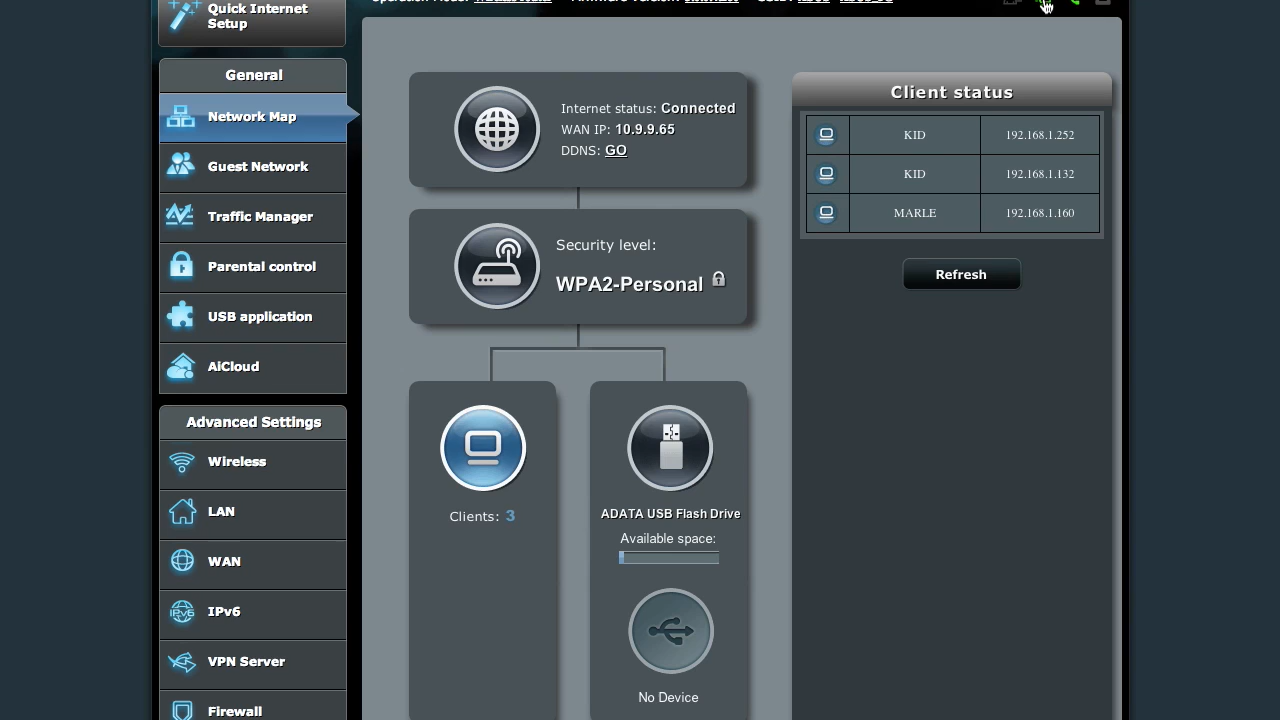 Quick Internet
Setup
General
Network Map
Guest Network
Traffic Manager
Parental control
USB application
AiCloud
Advanced Settings
Wireless
LAN
WAN
IPv6
VPN Server
Firewall
Internet status: Connected
WAN IP: 10.9.9.65
DDNS: GO
Security level:
WPA2-Personal
Clients: 3
ADATA USB Flash Drive
Available space:
No Device
Client status
KID 192.168.1.252
KID 192.168.1.132
MARLE 192.168.1.160
Refresh